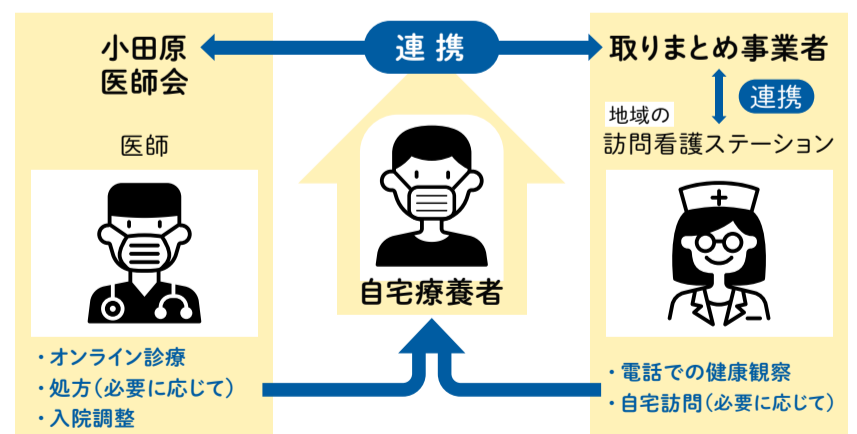 小田原
医師会
医師
・オンライン診療
・処方(必要に応じて)
・入院調整
連携
自宅療養者
取りまとめ事業者
連携
地域の
訪問看護ステーション
・電話での健康観察
・自宅訪問(必要に応じて)